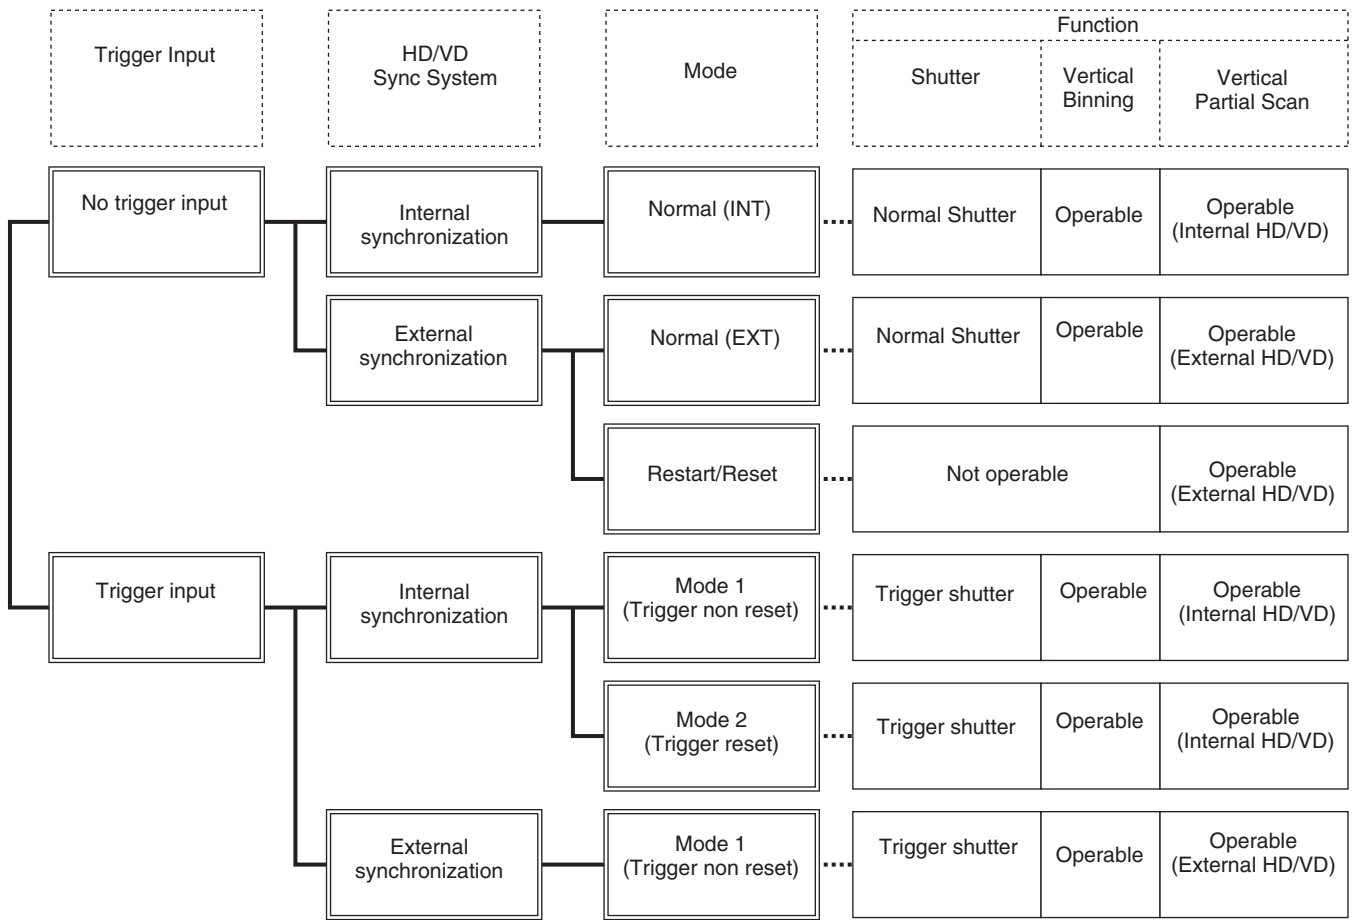 Trigger Input
HD/VD
Sync System
Mode
Function
Shutter
Vertical
Binning
Vertical
Partial Scan
No trigger input
Internal
synchronization
Normal (INT)
Normal Shutter
Operable
Operable
(Internal HD/VD)
External
synchronization
Normal (EXT)
Normal Shutter
Operable
Operable
(External HD/VD)
Restart/Reset
Not operable
Operable
(External HD/VD)
Trigger input
Internal
synchronization
Mode 1
(Trigger non reset)
Trigger shutter
Operable
Operable
(Internal HD/VD)
Mode 2
(Trigger reset)
Trigger shutter
Operable
Operable
(Internal HD/VD)
External
synchronization
Mode 1
(Trigger non reset)
Trigger shutter
Operable
Operable
(External HD/VD)